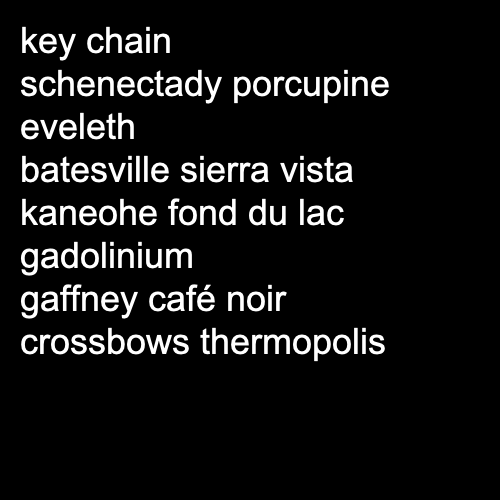 key chain
schenectady porcupine
eveleth
batesville sierra vista
kaneohe fond du lac
gadolinium
gaffney café noir
crossbows thermopolis